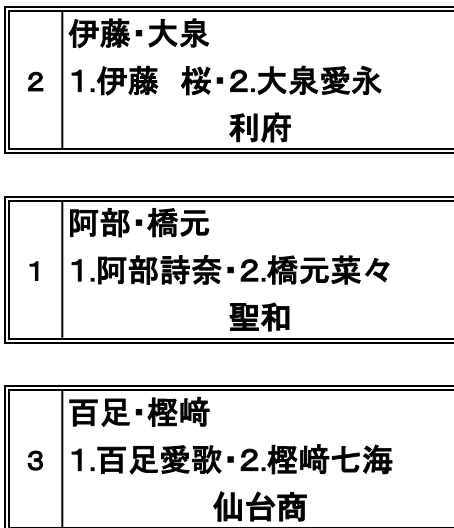 伊藤・大泉
2 1.伊藤　桜・2.大泉愛永
利府
阿部・橋元
1 1.阿部詩奈・2.橋元菜々
聖和
百足・樫﨑
3 1.百足愛歌・2.樫﨑七海
仙台商